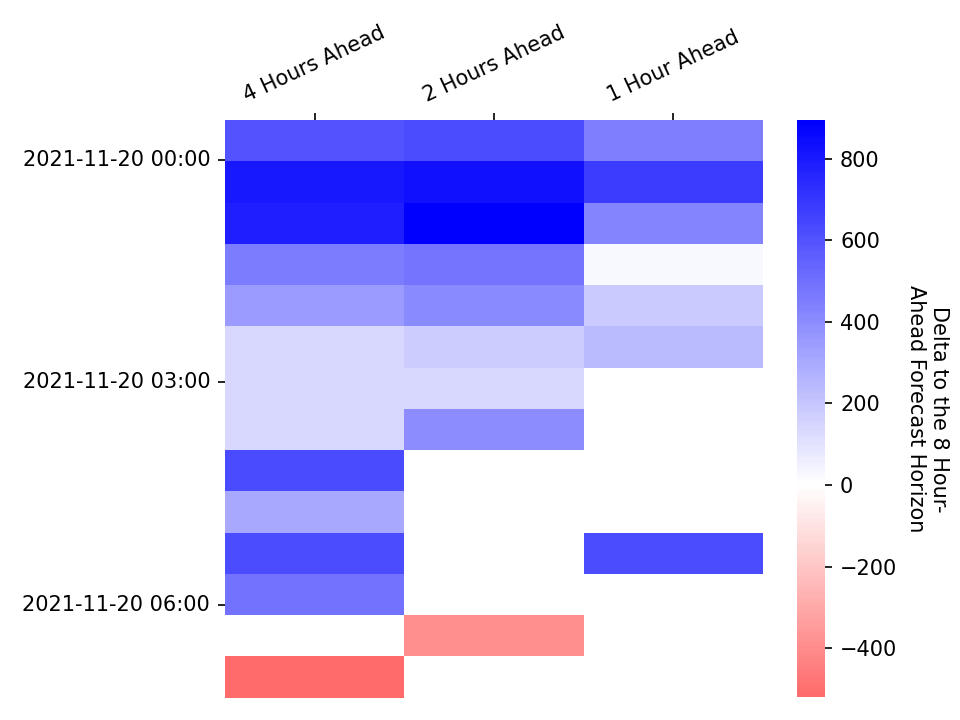 4 Hours Ahead
2 Hours Ahead
1 Hour Ahead
2021-11-20 00:00
2021-11-20 03:00
2021-11-20 06:00
800
600
400
200
0
−200
−400
Delta to the 8 Hour-
Ahead Forecast Horizon